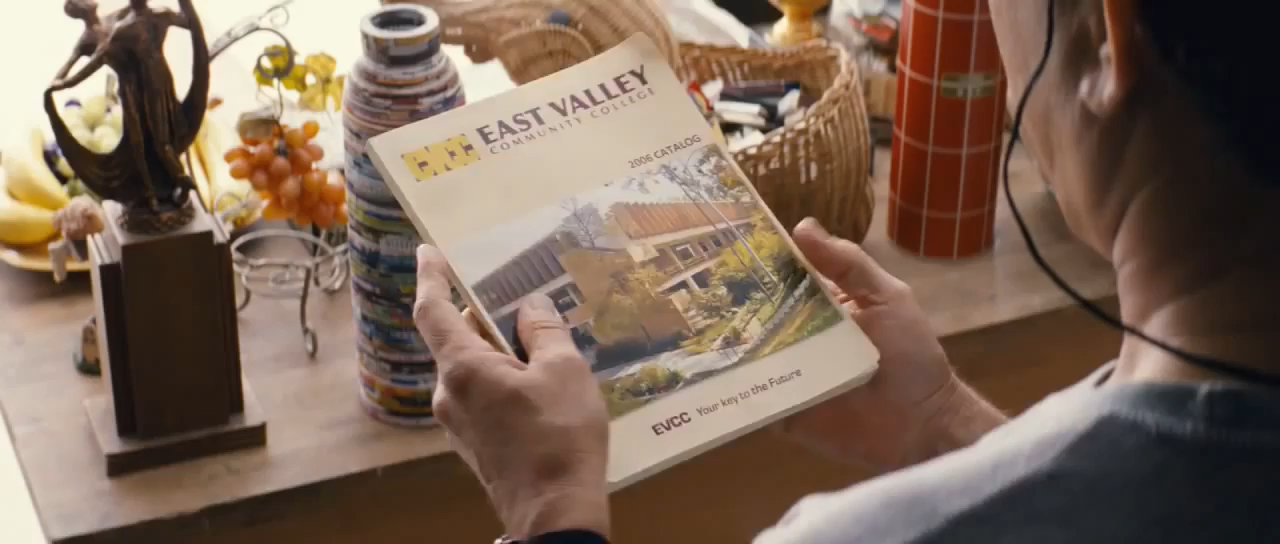 EVCC
EAST VALLEY
COMMUNITY COLLEGE
2006 CATALOG
EVCC Your key to the Future